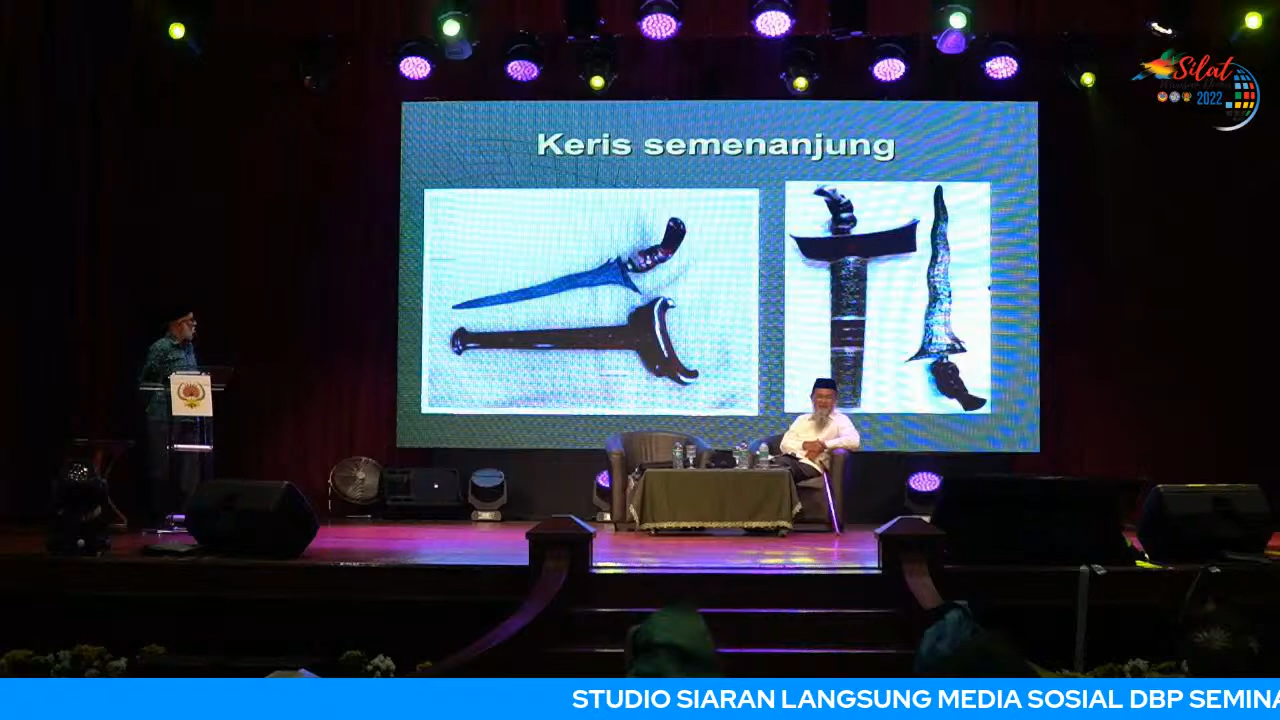 Silat
2022
Keris semenanjung
STUDIO SIARAN LANGSUNG MEDIA SOSIAL DBP SEMINA